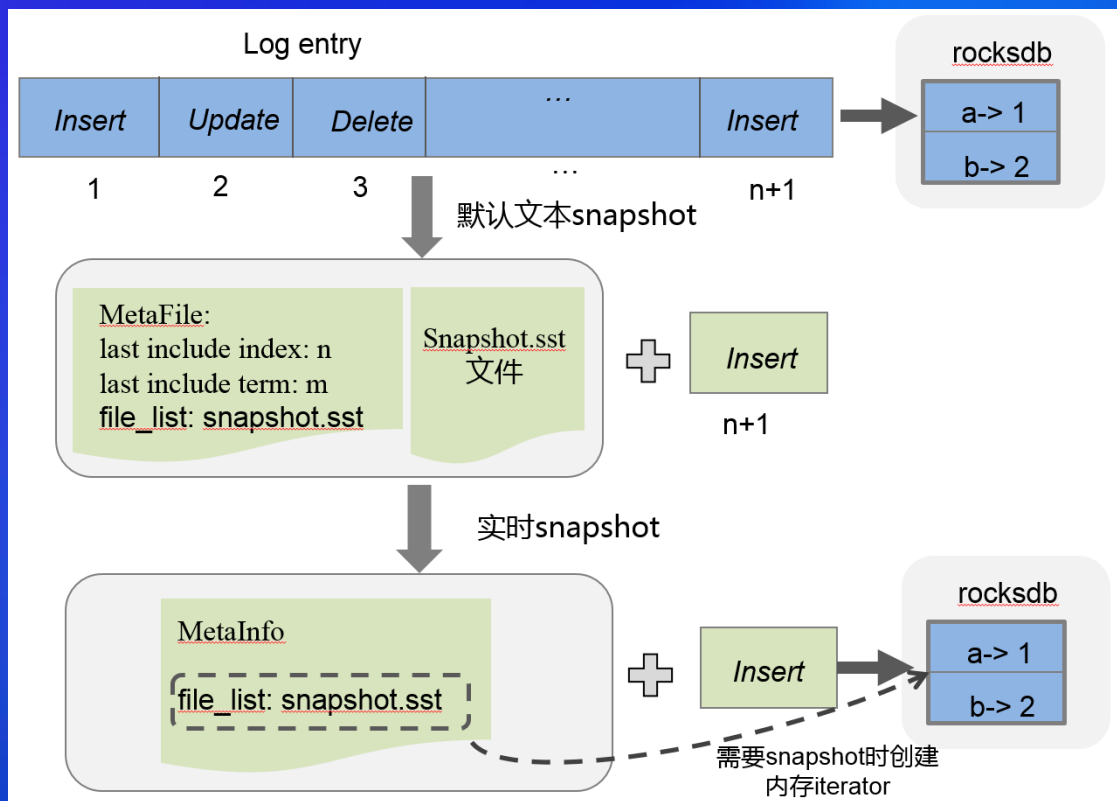 Log entry
rocksdb
Insert
Update
Delete
...
Insert
a-> 1
b-> 2
1
2
3
...
n+1
默认文本snapshot
MetaFile:
last include index: n
last include term: m
file_list: snapshot.sst
Snapshot.sst
文件
Insert
n+1
实时snapshot
MetaInfo
file_list: snapshot.sst
Insert
rocksdb
a-> 1
b-> 2
需要snapshot时创建
内存iterator